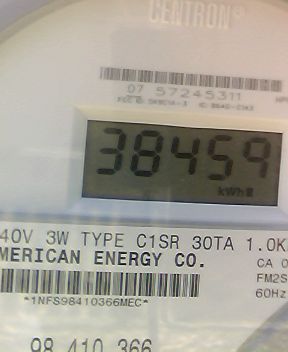 CENTRON®
07 57245311
38459
kWh
40V 3W TYPE C1SR 30TA 1.0K
MERICAN ENERGY CO.
CA 0
FM2S
*1NFS98410366MEC*
60Hz
98 410 366